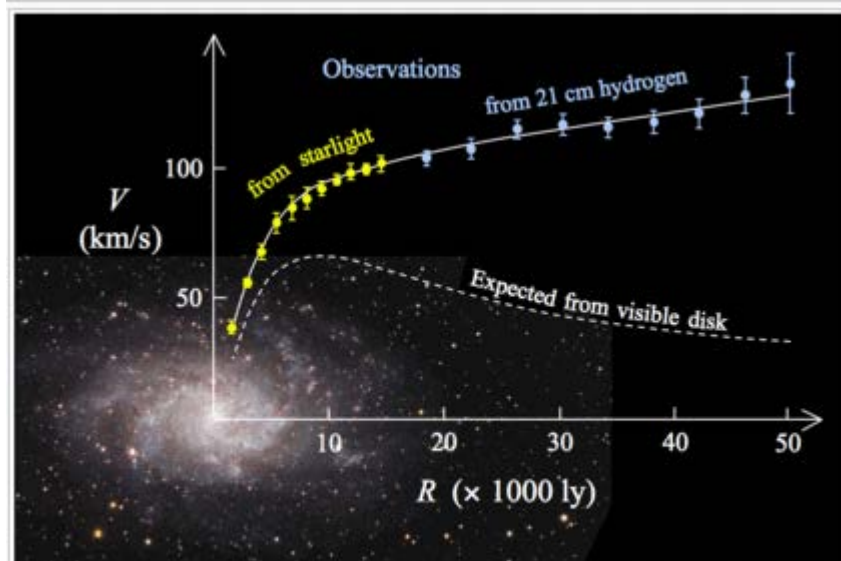 Observations
from 21 cm hydrogen
from starlight
100
V
(km/s)
50
Expected from visible disk
10 20 30 40 50
R (× 1000 ly)